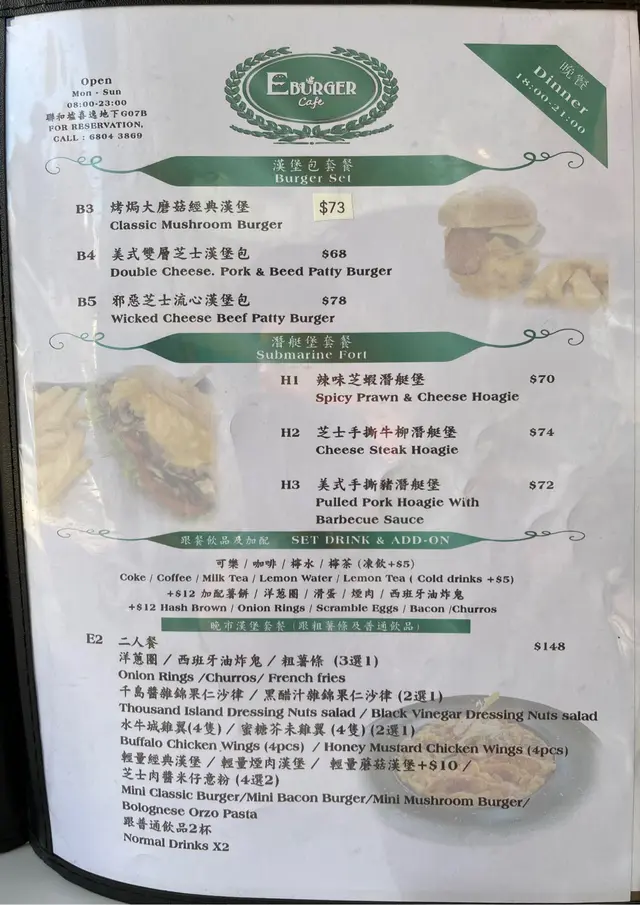 Open
Mon - Sun
08:00-23:00
聯和墟喜逸地下G07B
FOR RESERVATION,
CALL : 6804 3869
EBURGER
Cafe
晚餐
Dinner
18:00-21:00
漢堡包套餐
Burger Set
B3 烤焗大磨菇經典漢堡 $73
Classic Mushroom Burger
B4 美式雙層芝士漢堡包 $68
Double Cheese. Pork & Beed Patty Burger
B5 邪惡芝士流心漢堡包 $78
Wicked Cheese Beef Patty Burger
潛艇堡套餐
Submarine Fort
H1 辣味芝蝦潛艇堡 $70
Spicy Prawn & Cheese Hoagie
H2 芝士手撕牛柳潛艇堡 $74
Cheese Steak Hoagie
H3 美式手撕豬潛艇堡 $72
Pulled Pork Hoagie With
Barbecue Sauce
跟餐飲品及加配 SET DRINK & ADD-ON
可樂 / 咖啡 / 檸水 / 檸茶 (凍飲+$5)
Coke / Coffee / Milk Tea / Lemon Water / Lemon Tea ( Cold drinks +$5)
+$12 加配薯餅 / 洋蔥圈 / 滑蛋 / 煙肉 / 西班牙油炸鬼
+$12 Hash Brown / Onion Rings / Scramble Eggs / Bacon /Churros
晚市漢堡套餐 (跟粗薯條及普通飲品)
E2 二人餐 $148
洋蔥圈 / 西班牙油炸鬼 / 粗薯條 (3選1)
Onion Rings /Churros/ French fries
千島醬雜錦果仁沙律 / 黑醋汁雜錦果仁沙律 (2選1)
Thousand Island Dressing Nuts salad / Black Vinegar Dressing Nuts salad
水牛城雞翼(4隻) / 蜜糖芥末雞翼 (4隻) (2選1)
Buffalo Chicken Wings (4pcs) / Honey Mustard Chicken Wings (4pcs)
輕量經典漢堡 / 輕量煙肉漢堡 / 輕量蘑菇漢堡+$10 /
芝士肉醬米仔意粉 (4選2)
Mini Classic Burger/Mini Bacon Burger/Mini Mushroom Burger/
Bolognese Orzo Pasta
跟普通飲品2杯
Normal Drinks X2